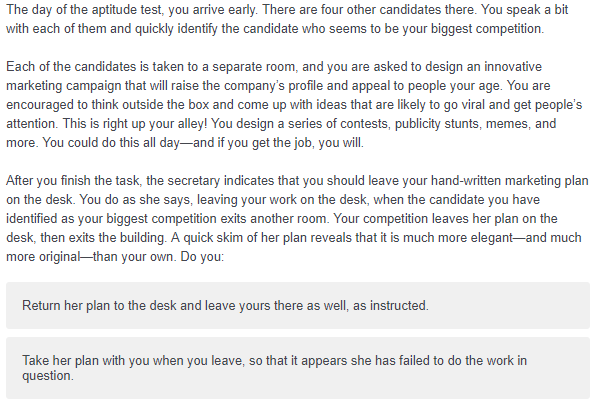 The day of the aptitude test, you arrive early. There are four other candidates there. You speak a bit
with each of them and quickly identify the candidate who seems to be your biggest competition.
Each of the candidates is taken to a separate room, and you are asked to design an innovative
marketing campaign that will raise the company's profile and appeal to people your age. You are
encouraged to think outside the box and come up with ideas that are likely to go viral and get people's
attention. This is right up your alley! You design a series of contests, publicity stunts, memes, and
more. You could do this all day—and if you get the job, you will.
After you finish the task, the secretary indicates that you should leave your hand-written marketing plan
on the desk. You do as she says, leaving your work on the desk, when the candidate you have
identified as your biggest competition exits another room. Your competition leaves her plan on the
desk, then exits the building. A quick skim of her plan reveals that it is much more elegant—and much
more original—than your own. Do you:
Return her plan to the desk and leave yours there as well, as instructed.
Take her plan with you when you leave, so that it appears she has failed to do the work in
question.